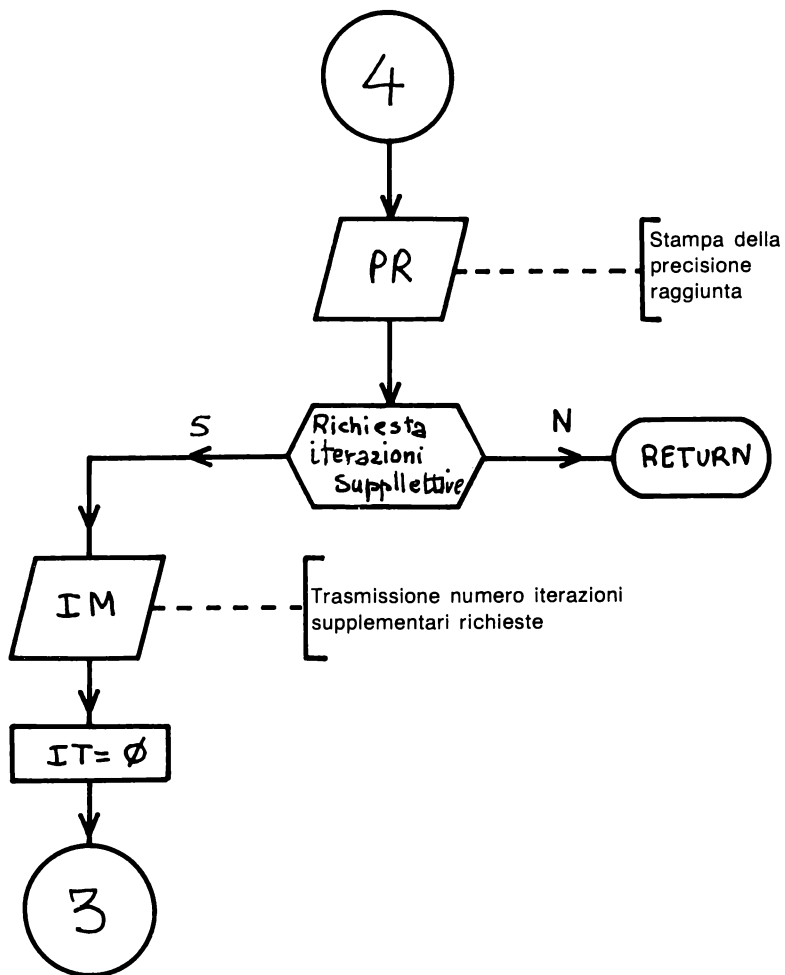 4
PR
Stampa della
precisione
raggiunta
S
N
Richiesta
iterazioni
Suppllettive
RETURN
IM
Trasmissione numero iterazioni
supplementari richieste
IT= Ø
3